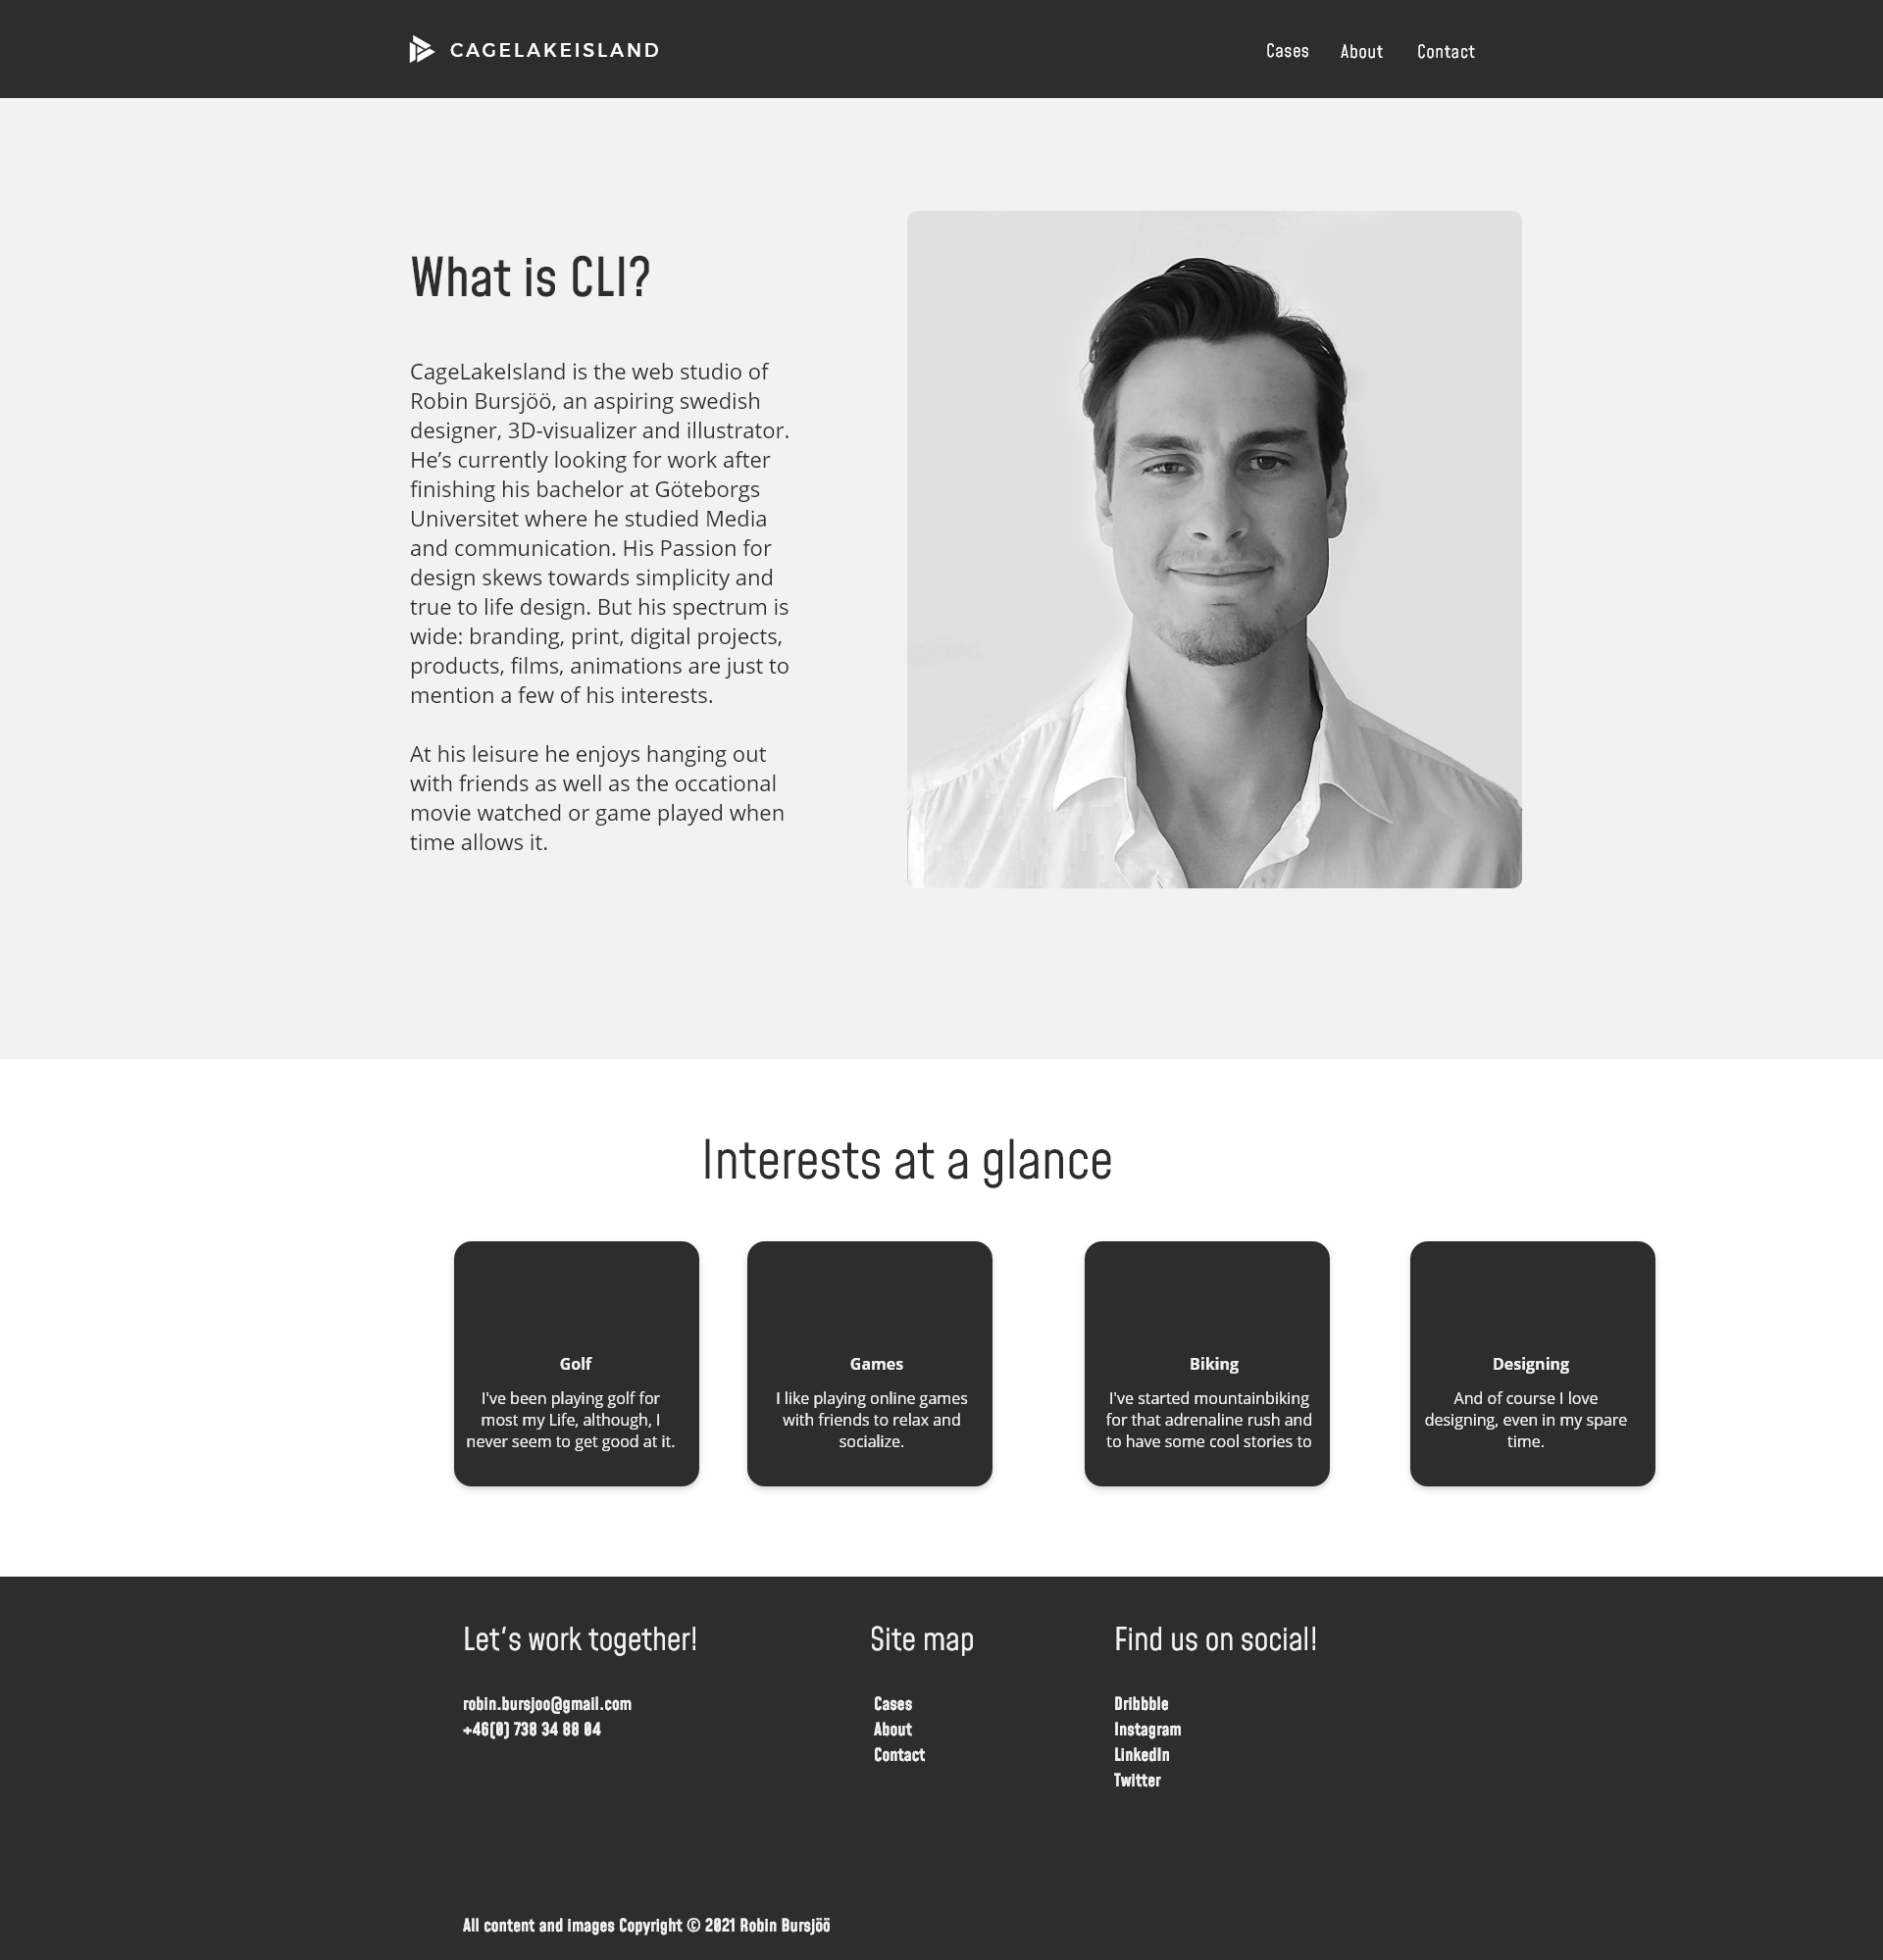 CAGELAKEISLAND
Cases
About
Contact
What is CLI?
CageLakeIsland is the web studio of
Robin Bursjöö, an aspiring swedish
designer, 3D-visualizer and illustrator.
He’s currently looking for work after
finishing his bachelor at Göteborgs
Universitet where he studied Media
and communication. His Passion for
design skews towards simplicity and
true to life design. But his spectrum is
wide: branding, print, digital projects,
products, films, animations are just to
mention a few of his interests.
At his leisure he enjoys hanging out
with friends as well as the occational
movie watched or game played when
time allows it.
Interests at a glance
Golf
I've been playing golf for
most my Life, although, I
never seem to get good at it.
Games
I like playing online games
with friends to relax and
socialize.
Biking
I've started mountainbiking
for that adrenaline rush and
to have some cool stories to
Designing
And of course I love
designing, even in my spare
time.
Let's work together!
robin.bursjoo@gmail.com
+46(0) 738 34 88 04
Site map
Cases
About
Contact
Find us on social!
Dribbble
Instagram
LinkedIn
Twitter
All content and images Copyright © 2021 Robin Bursjöö